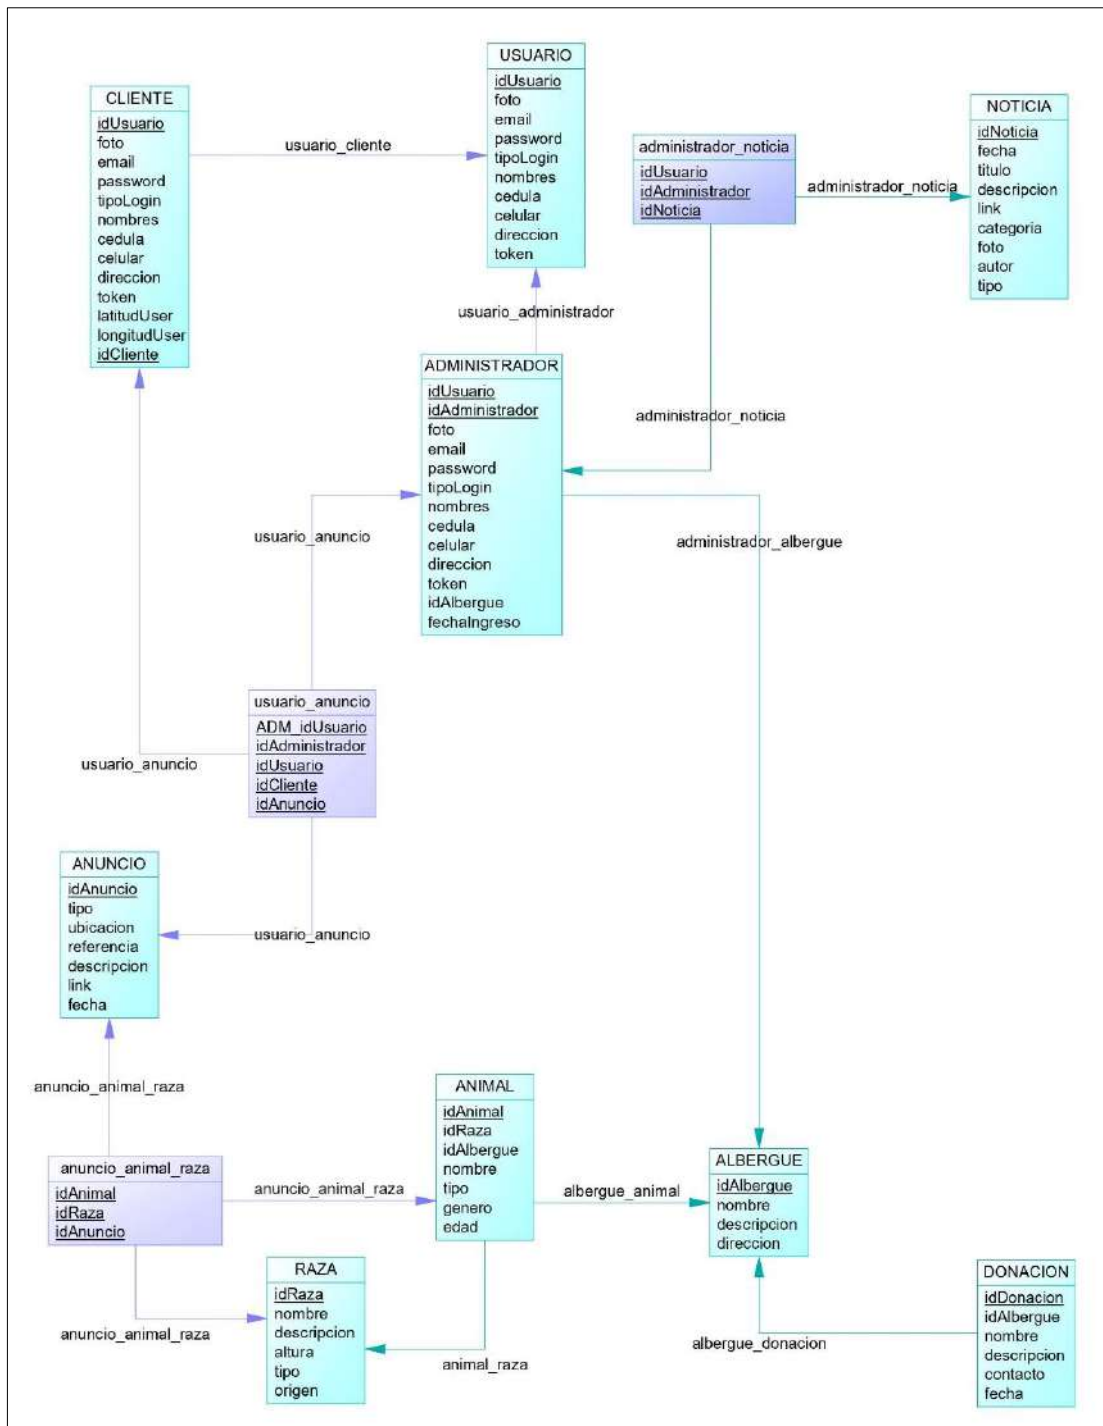 USUARIO
idUsuario
foto
email
password
tipoLogin
nombres
cedula
celular
direccion
token
CLIENTE
idUsuario
foto
email
password
tipoLogin
nombres
cedula
celular
direccion
token
latitudUser
longitudUser
idCliente
usuario_cliente
administrador_noticia
idUsuario
idAdministrador
idNoticia
administrador_noticia
NOTICIA
idNoticia
fecha
titulo
descripcion
link
categoria
foto
autor
tipo
usuario_administrador
ADMINISTRADOR
idUsuario
idAdministrador
foto
email
password
tipoLogin
nombres
cedula
celular
direccion
token
idAlbergue
fechaIngreso
administrador_noticia
usuario_anuncio
administrador_albergue
usuario_anuncio
ADM_idUsuario
idAdministrador
idUsuario
idCliente
idAnuncio
usuario_anuncio
ANUNCIO
idAnuncio
tipo
ubicacion
referencia
descripcion
link
fecha
usuario_anuncio
anuncio_animal_raza
ANIMAL
idAnimal
idRaza
idAlbergue
nombre
tipo
genero
edad
anuncio_animal_raza
idAnimal
idRaza
idAnuncio
anuncio_animal_raza
albergue_animal
ALBERGUE
idAlbergue
nombre
descripcion
direccion
RAZA
idRaza
nombre
descripcion
altura
tipo
origen
anuncio_animal_raza
animal_raza
albergue_donacion
DONACION
idDonacion
idAlbergue
nombre
descripcion
contacto
fecha